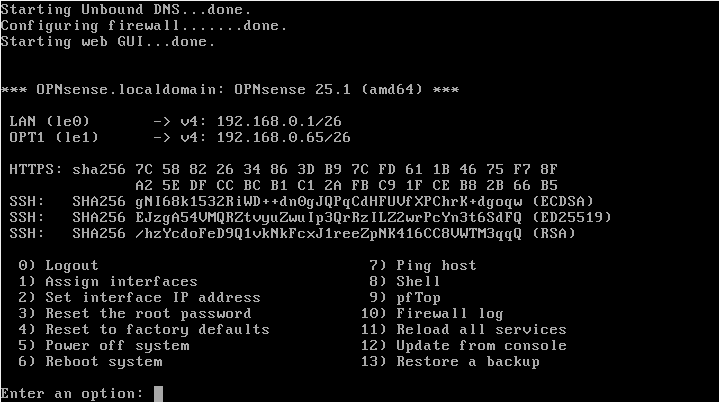 Starting Unbound DNS...done.
Configuring firewall.......done.
Starting web GUI...done.
*** OPNsense.localdomain: OPNsense 25.1 (amd64) ***
LAN (le0)       -> v4: 192.168.0.1/26
OPT1 (le1)      -> v4: 192.168.0.65/26
HTTPS: sha256 7C 58 82 26 34 86 3D B9 7C FD 61 1B 46 75 F7 8F
A2 5E DF CC BC B1 C1 2A FB C9 1F CE B8 2B 66 B5
SSH:   SHA256 gNI68k1532RiWD++dn0gJQPqCdHFUVfXPChrK+dgoqw (ECDSA)
SSH:   SHA256 EJzgA54VMQRZtvyuZwuIp3QrRzILZZwrPcYn3t6SdFQ (ED25519)
SSH:   SHA256 /hzYcdoFeD9Q1vkNkFcxJ1reeZpNK416CC8VWTM3qqQ (RSA)
0) Logout                              7) Ping host
1) Assign interfaces                   8) Shell
2) Set interface IP address            9) pfTop
3) Reset the root password            10) Firewall log
4) Reset to factory defaults          11) Reload all services
5) Power off system                   12) Update from console
6) Reboot system                      13) Restore a backup
Enter an option: